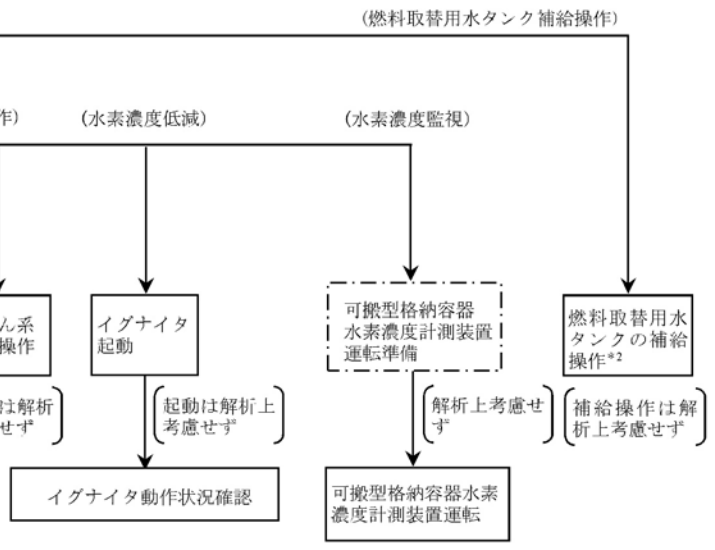 (燃料取替用水タンク補給操作)
作)
(水素濃度低減)
(水素濃度監視)
ん系
操作
イグナイタ
起動
可搬型格納容器
水素濃度計測装置
運転準備
燃料取替用水
タンクの補給
操作*2
は解析
せず
起動は解析上
考慮せず
解析上考慮せ
ず
補給操作は解
析上考慮せず
イグナイタ動作状況確認
可搬型格納容器水素
濃度計測装置運転